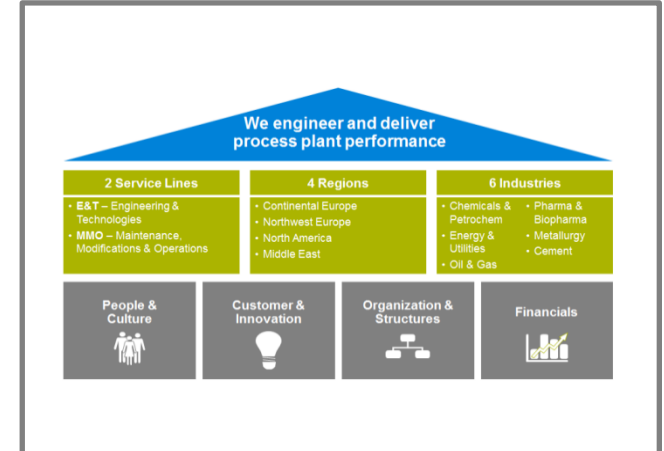 We engineer and deliver
process plant performance
2 Service Lines
• E&T – Engineering &
Technologies
• MMO – Maintenance,
Modifications & Operations
4 Regions
• Continental Europe
• Northwest Europe
• North America
• Middle East
6 Industries
• Chemicals &
Petrochem
• Energy &
Utilities
• Oil & Gas
• Pharma &
Biopharma
• Metallurgy
• Cement
People &
Culture
Customer &
Innovation
Organization &
Structures
Financials